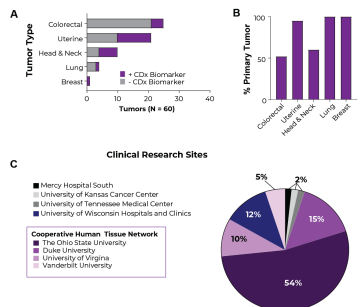 A.
B.
Tumor Type
Colorectal
Uterine
Head & Neck
Lung
Breast
+ CDx Biomarker
- CDx Biomarker
0 10 20 30 40
Tumors (N = 60)
% Primary Tumor
100
50
0
Colorectal
Uterine
Head & Neck
Lung
Breast
Clinical Research Sites
C
Mercy Hospital South
University of Kansas Cancer Center
University of Tennessee Medical Center
University of Wisconsin Hospitals and Clinics
Cooperative Human Tissue Network
The Ohio State University
Duke University
University of Virgina
Vanderbilt University
5%
2%
15%
12%
10%
54%